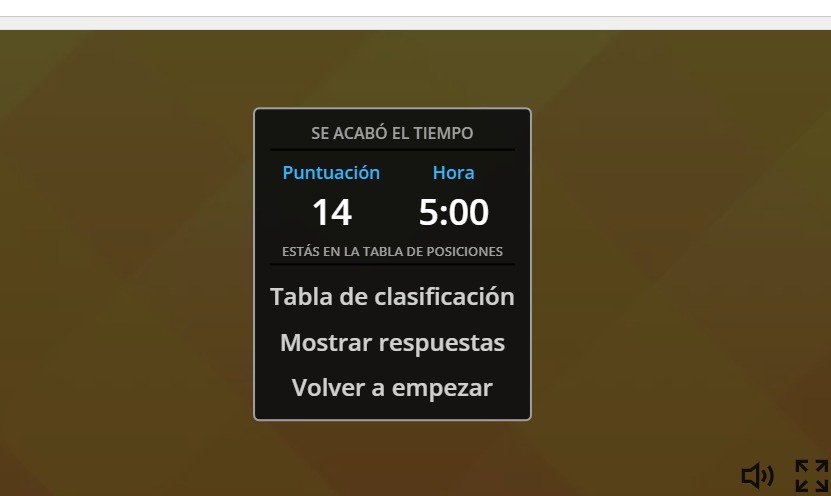 SE ACABÓ EL TIEMPO
Puntuación Hora
14 5:00
ESTÁS EN LA TABLA DE POSICIONES
Tabla de clasificación
Mostrar respuestas
Volver a empezar